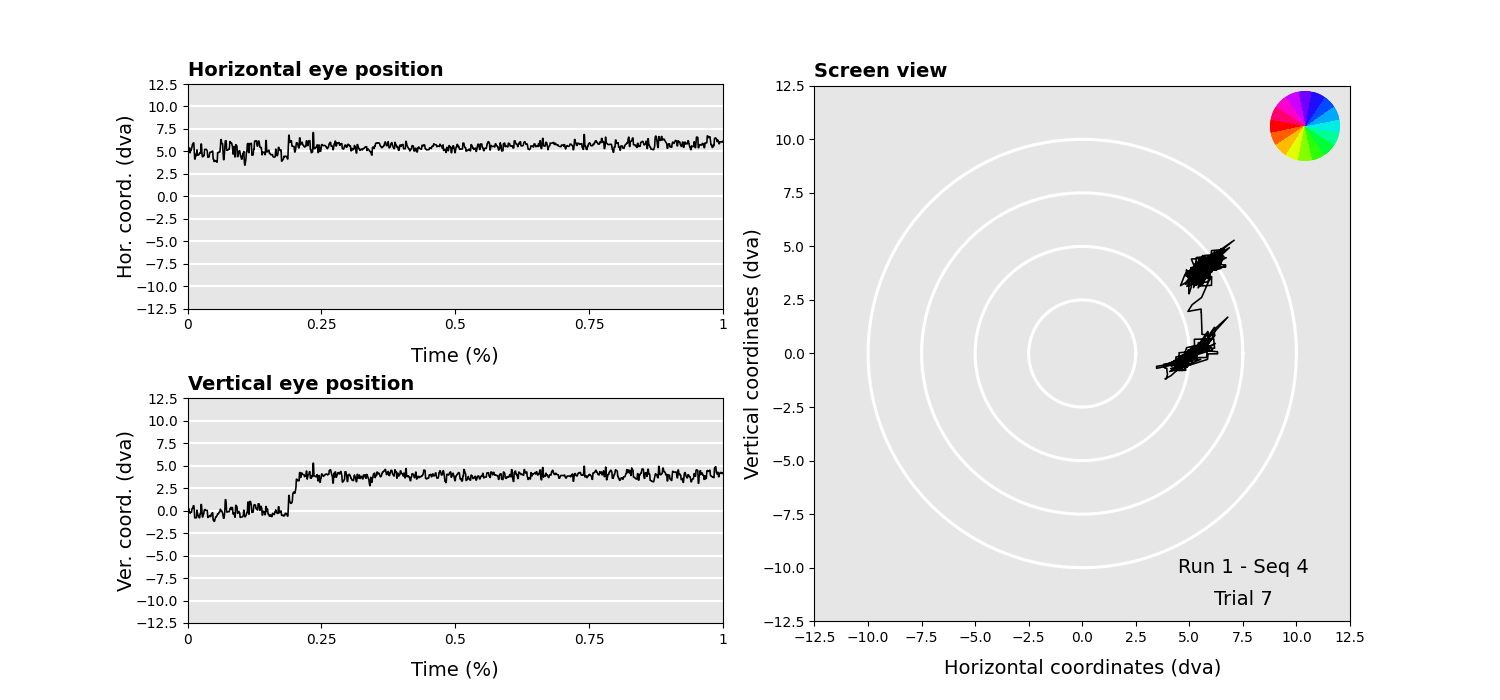 Horizontal eye position
Hor. coord. (dva)
12.5
10.0
7.5
5.0
2.5
0.0
−2.5
−5.0
−7.5
−10.0
−12.5
0 0.25 0.5 0.75 1
Time (%)
Vertical eye position
Ver. coord. (dva)
12.5
10.0
7.5
5.0
2.5
0.0
−2.5
−5.0
−7.5
−10.0
−12.5
0 0.25 0.5 0.75 1
Time (%)
Screen view
Vertical coordinates (dva)
12.5
10.0
7.5
5.0
2.5
0.0
−2.5
−5.0
−7.5
−10.0
−12.5
Run 1 - Seq 4
Trial 7
−12.5 −10.0 −7.5 −5.0 −2.5 0.0 2.5 5.0 7.5 10.0 12.5
Horizontal coordinates (dva)